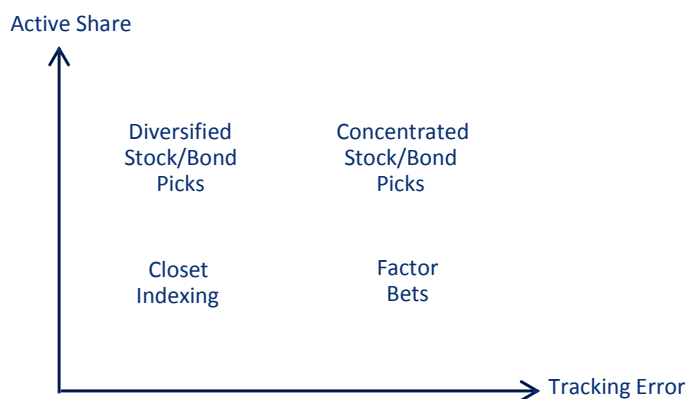 Active Share
Diversified
Stock/Bond
Picks
Concentrated
Stock/Bond
Picks
Closet
Indexing
Factor
Bets
Tracking Error